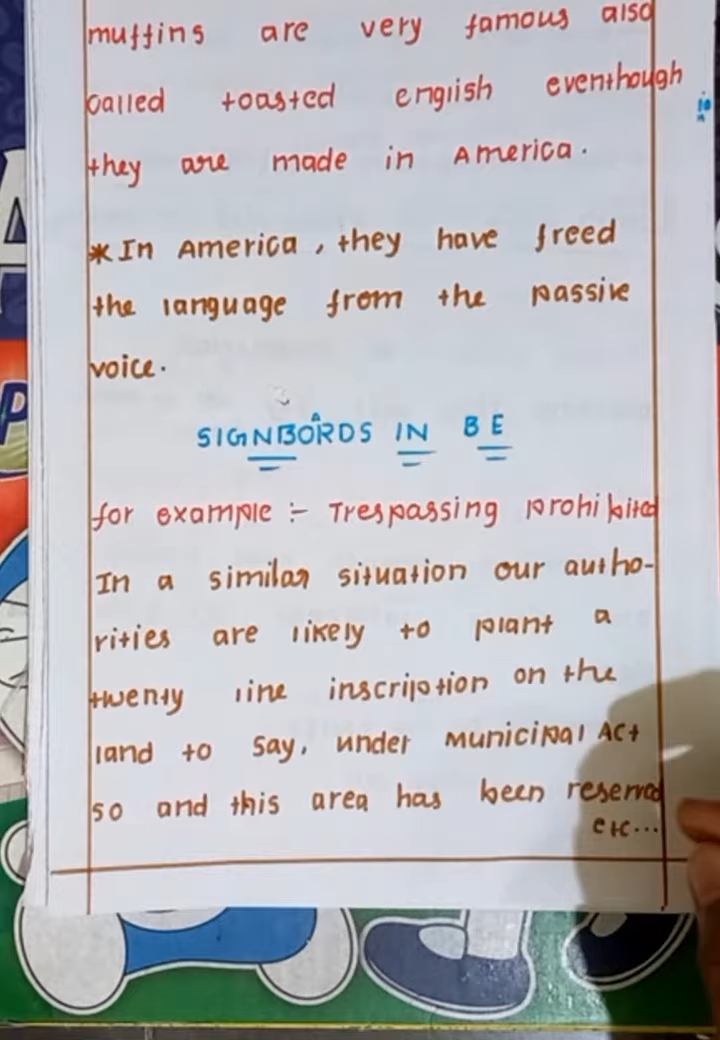 muffins are very famous also
called toasted english eventhough
they are made in America.
*In America, they have freed
the language from the passive
voice.
SIGNBORDS IN BE
A
for example :- Trespassing prohibited
In a similar situation our autho-
rities are likely to plant a
twenty line inscription on the
land to say, under Municipal Act
so and this area has been reserved
etc...